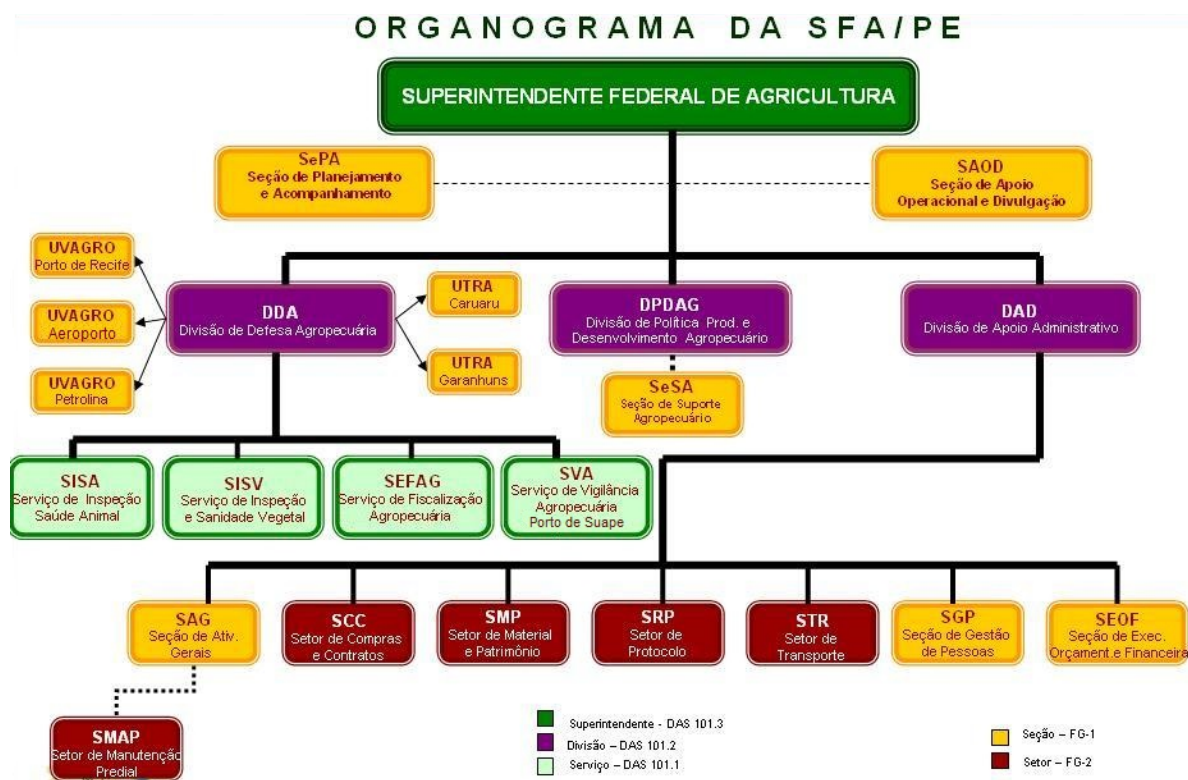 ORGANOGRAMA DA SFA/PE
SUPERINTENDENTE FEDERAL DE AGRICULTURA
SePA
Seção de Planejamento
e Acompanhamento
SAOD
Seção de Apoio
Operacional e Divulgação
UVAGRO
Porto de Recife
UVAGRO
Aeroporto
UVAGRO
Petrolina
DDA
Divisão de Defesa Agropecuária
UTRA
Caruaru
UTRA
Garanhuns
DPDAG
Divisão de Política Prod. e
Desenvolvimento Agropecuário
DAD
Divisão de Apoio Administrativo
SeSA
Seção de Suporte
Agropecuário
SISA
Serviço de Inspeção
Saúde Animal
SISV
Serviço de Inspeção
e Sanidade Vegetal
SEFAG
Serviço de Fiscalização
Agropecuária
SVA
Serviço de Vigilância
Agropecuária
Porto de Suape
SAG
Seção de Ativ.
Gerais
SCC
Setor de Compras
e Contratos
SMP
Setor de Material
e Patrimônio
SRP
Setor de
Protocolo
STR
Setor de
Transporte
SGP
Seção de Gestão
de Pessoas
SEOF
Seção de Exec.
Orçament.e Financeira
SMAP
Setor de Manutenção
Predial
Superintendente - DAS 101.3
Divisão – DAS 101.2
Serviço – DAS 101.1
Seção – FG-1
Setor – FG-2